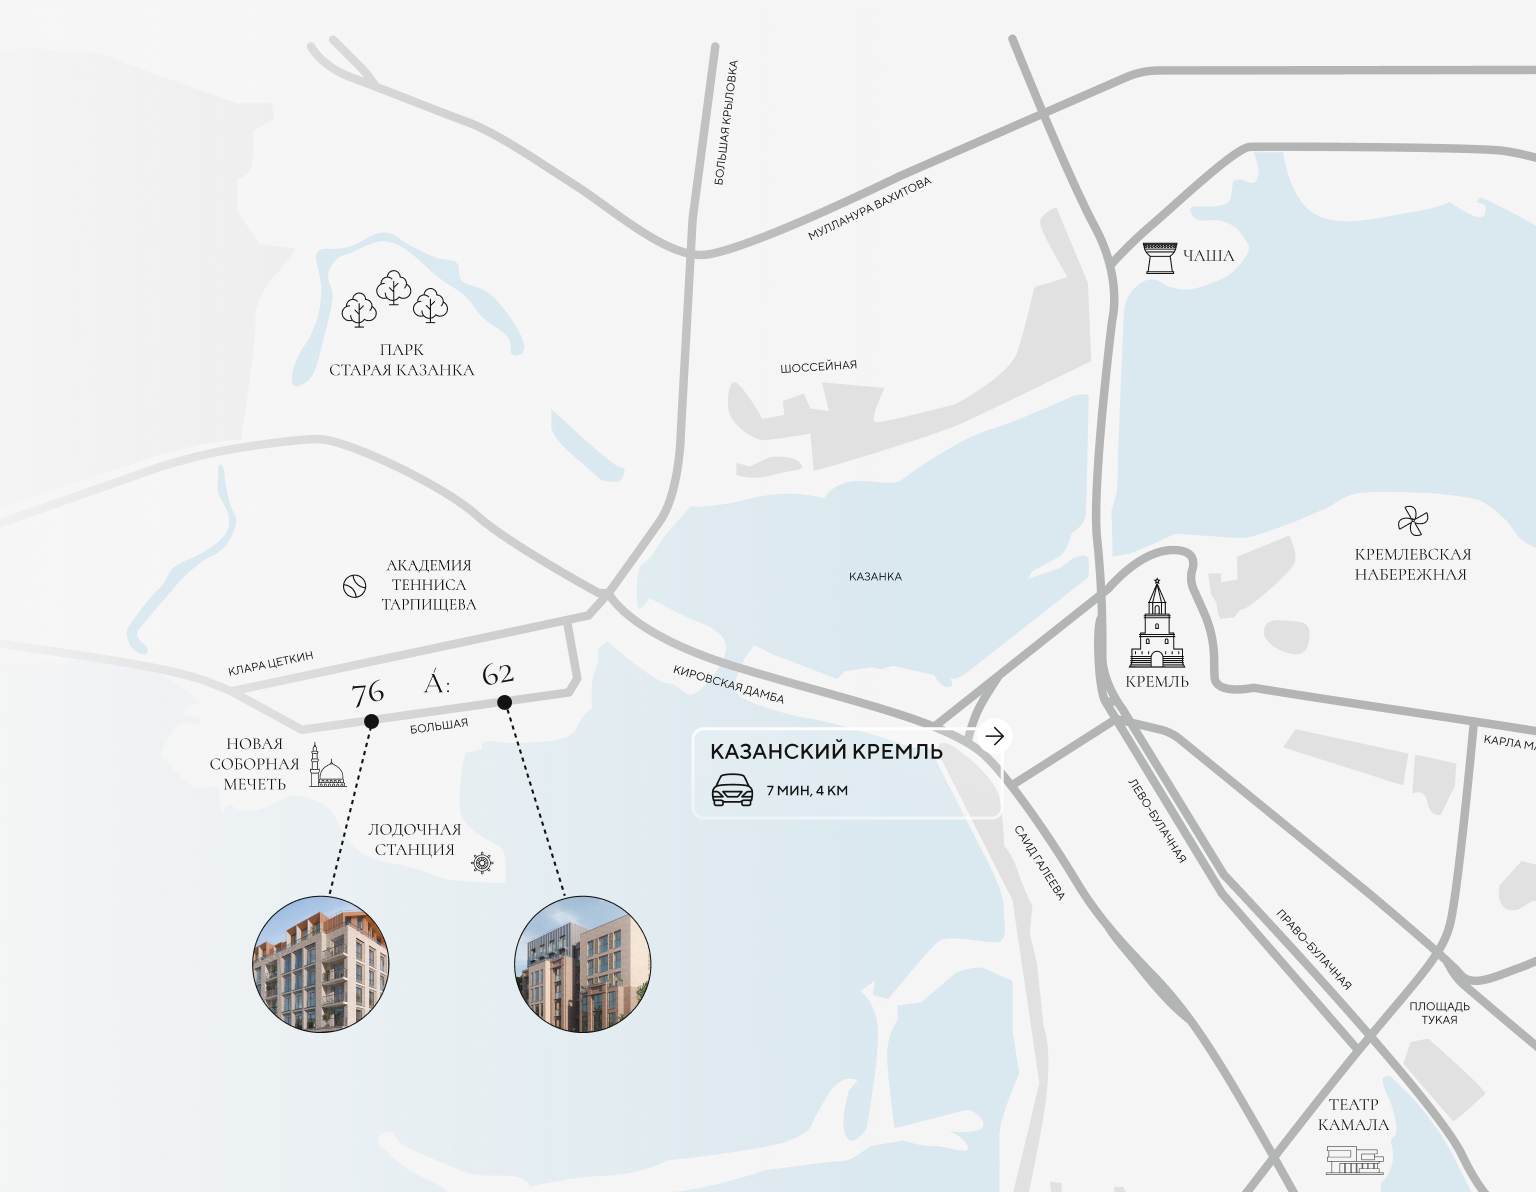 БОЛЬШАЯ КРЫЛОВКА
МУЛЛАНУРА ВАХИТОВА
ЧАША
ПАРК
СТАРАЯ КАЗАНКА
ШОССЕЙНАЯ
КРЕМЛЕВСКАЯ
НАБЕРЕЖНАЯ
АКАДЕМИЯ
ТЕННИСА
ТАРПИЩЕВА
КАЗАНКА
КЛАРА ЦЕТКИН
76
Á:
62
КИРОВСКАЯ ДАМБА
КРЕМЛЬ
БОЛЬШАЯ
НОВАЯ
СОБОРНАЯ
МЕЧЕТЬ
КАЗАНСКИЙ КРЕМЛЬ
7 МИН, 4 КМ
КАРЛА МА
ЛОДОЧНАЯ
СТАНЦИЯ
САИД ГАЛЕЕВА
ЛЕВО-БУЛАЧНАЯ
ПРАВО-БУЛАЧНАЯ
ПЛОЩАДЬ
ТУКАЯ
ТЕАТР
КАМАЛА